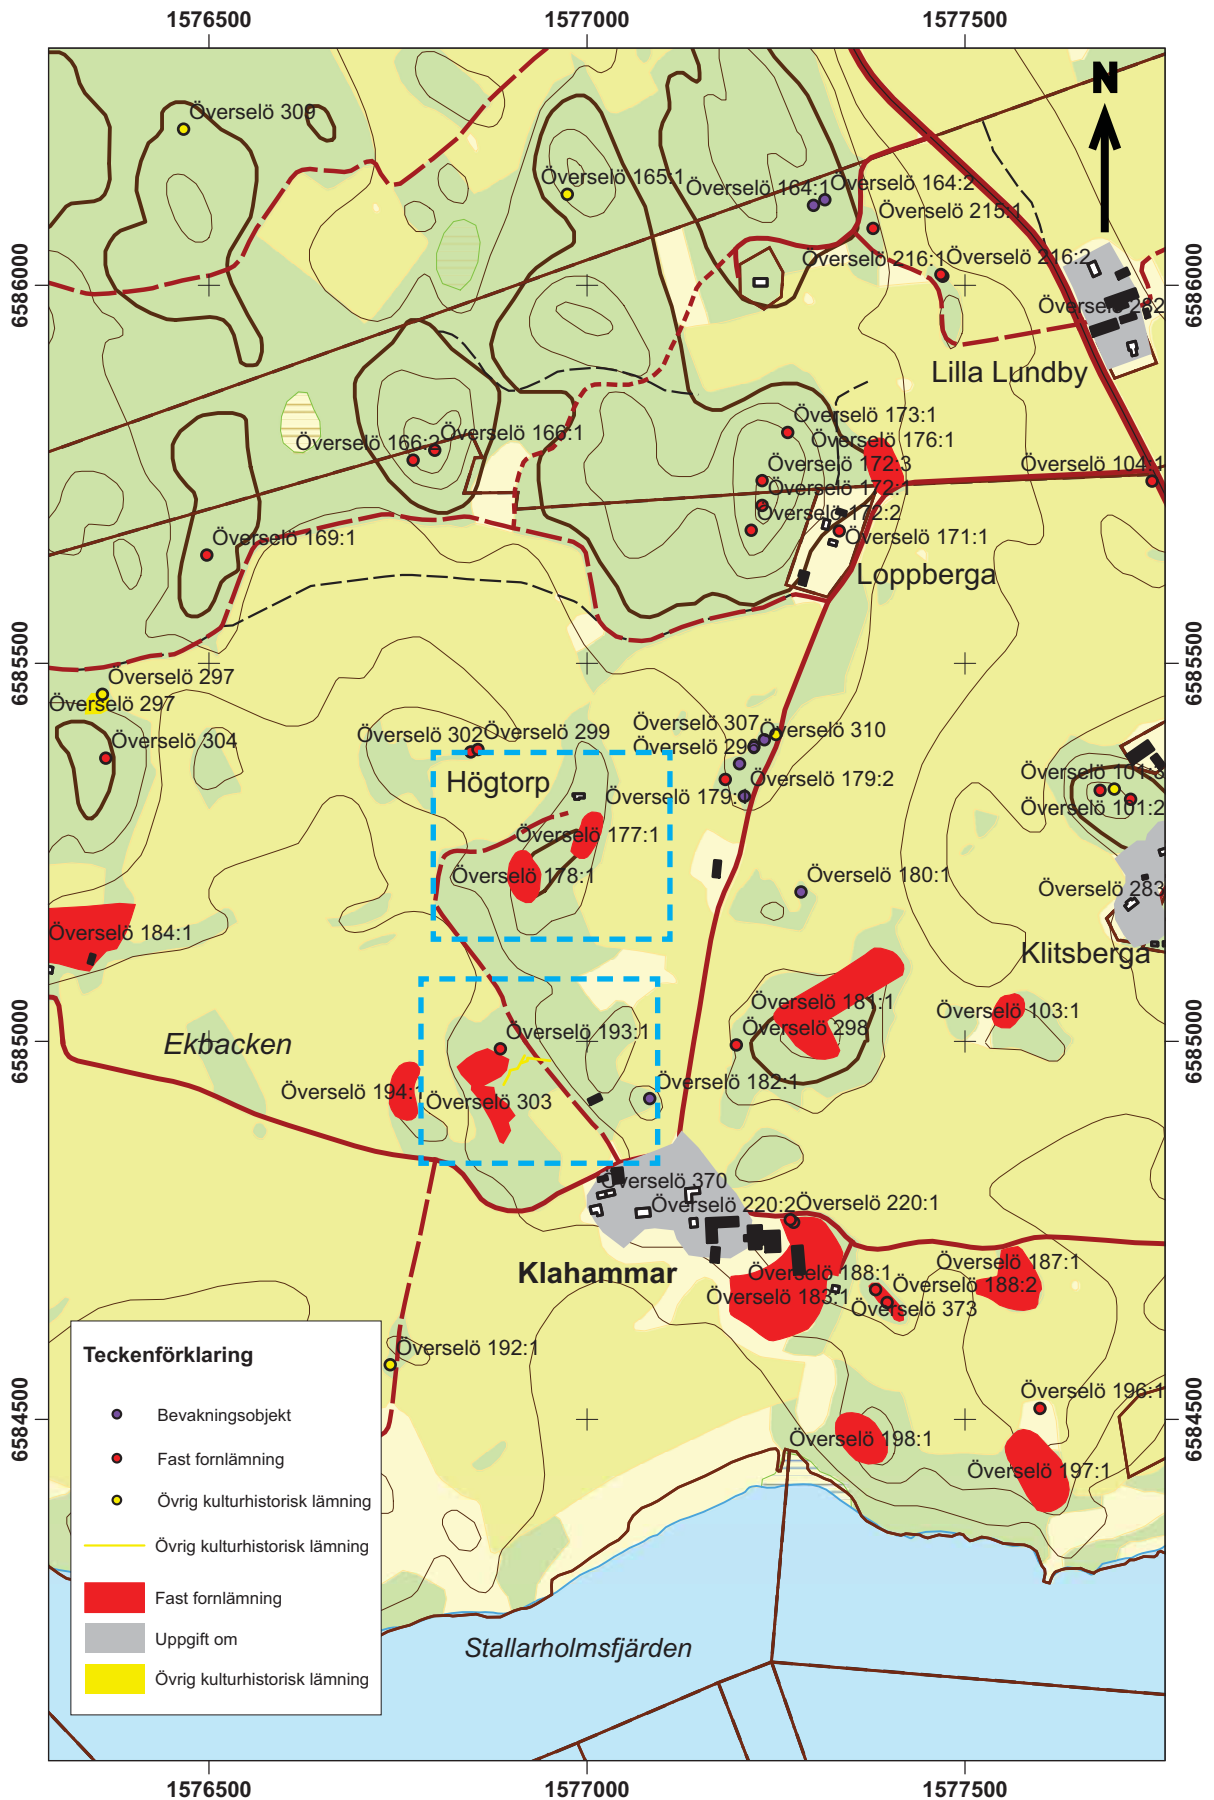 1576500
1577000
1577500
N
Överselö 309
Överselö 165:1
Överselö 164:1
Överselö 164:2
Överselö 215:1
Överselö 216:1
Överselö 216:2
6586000
6586000
Lilla Lundby
Överselö 173:1
Överselö 176:1
Överselö 166:1
Överselö 172:3
Överselö 104:1
Överselö 172:1
Överselö 172:2
Överselö 169:1
Överselö 171:1
Loppberga
6585500
6585500
Överselö 297
Överselö 297
Överselö 304
Överselö 302
Överselö 299
Överselö 307
Överselö 310
Högtorp
Överselö 179:2
Överselö 101:2
Överselö 177:1
Överselö 178:1
Överselö 180:1
Överselö 283
Överselö 184:1
Klitsberga
Överselö 181:1
Överselö 103:1
Överselö 298
Överselö 193:1
6585000
6585000
Ekbacken
Överselö 182:1
Överselö 194:1
Överselö 303
Överselö 370
Överselö 220:2
Överselö 220:1
Klahammar
Överselö 188:1
Överselö 187:1
Överselö 188:2
Överselö 183:1
Överselö 373
Överselö 192:1
Överselö 196:1
6584500
6584500
Överselö 198:1
Överselö 197:1
Teckenförklaring
Bevakningsobjekt
Fast fornlämning
Övrig kulturhistorisk lämning
Övrig kulturhistorisk lämning
Fast fornlämning
Uppgift om
Övrig kulturhistorisk lämning
Stallarholmsfjärden
1576500
1577000
1577500